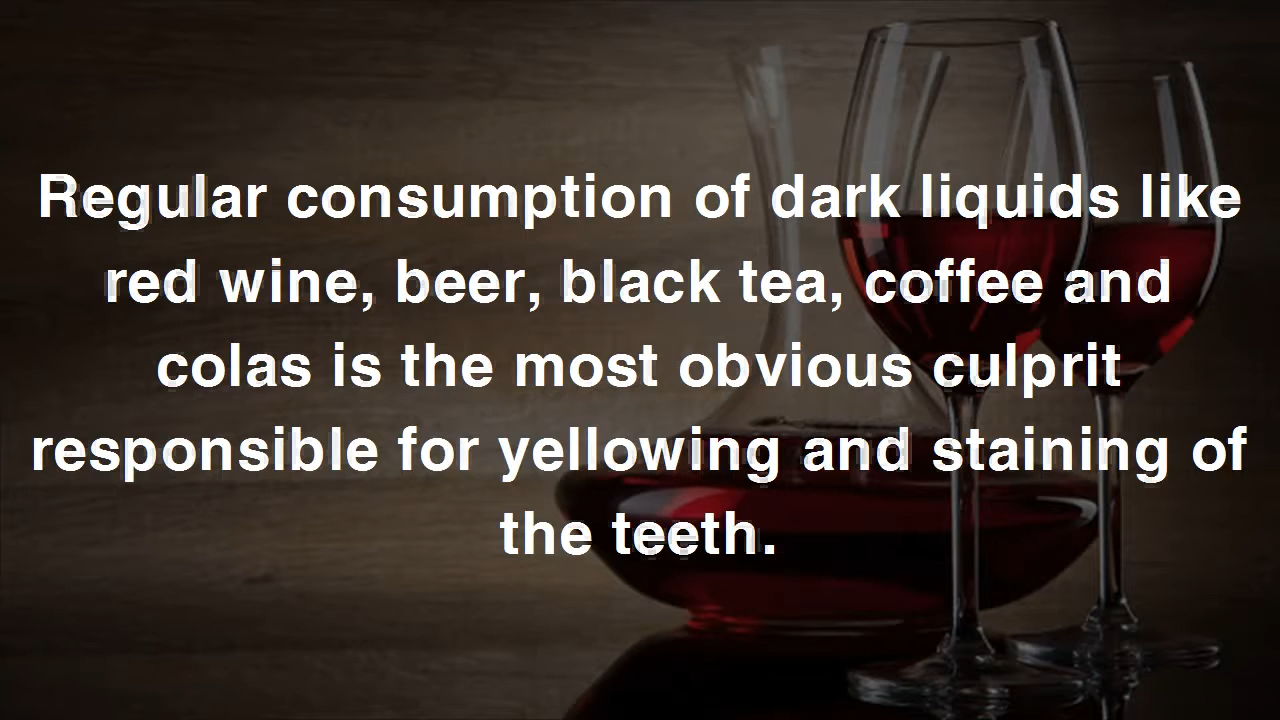 Regular consumption of dark liquids like
red wine, beer, black tea, coffee and
colas is the most obvious culprit
responsible for yellowing and staining of
the teeth.